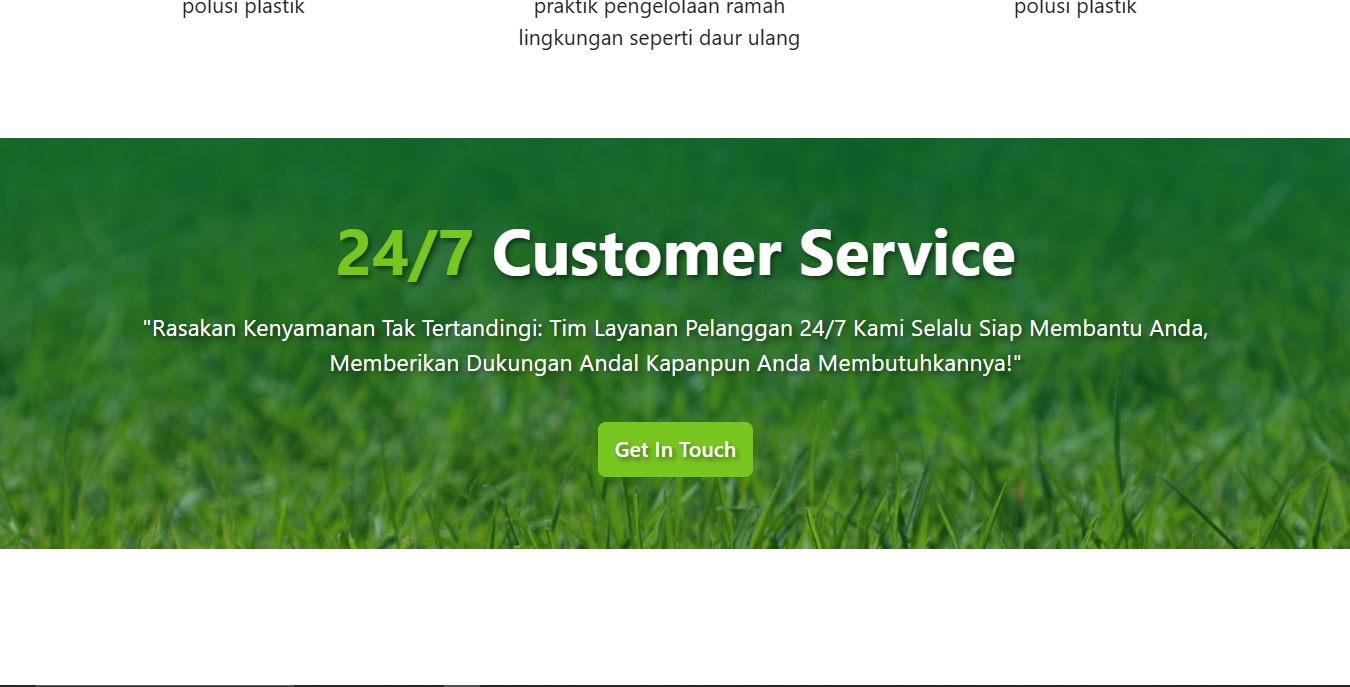 polusi plastik
praktik pengelolaan ramah
lingkungan seperti daur ulang
polusi plastik
24/7 Customer Service
"Rasakan Kenyamanan Tak Tertandingi: Tim Layanan Pelanggan 24/7 Kami Selalu Siap Membantu Anda,
Memberikan Dukungan Andal Kapanpun Anda Membutuhkannya!"
Get In Touch